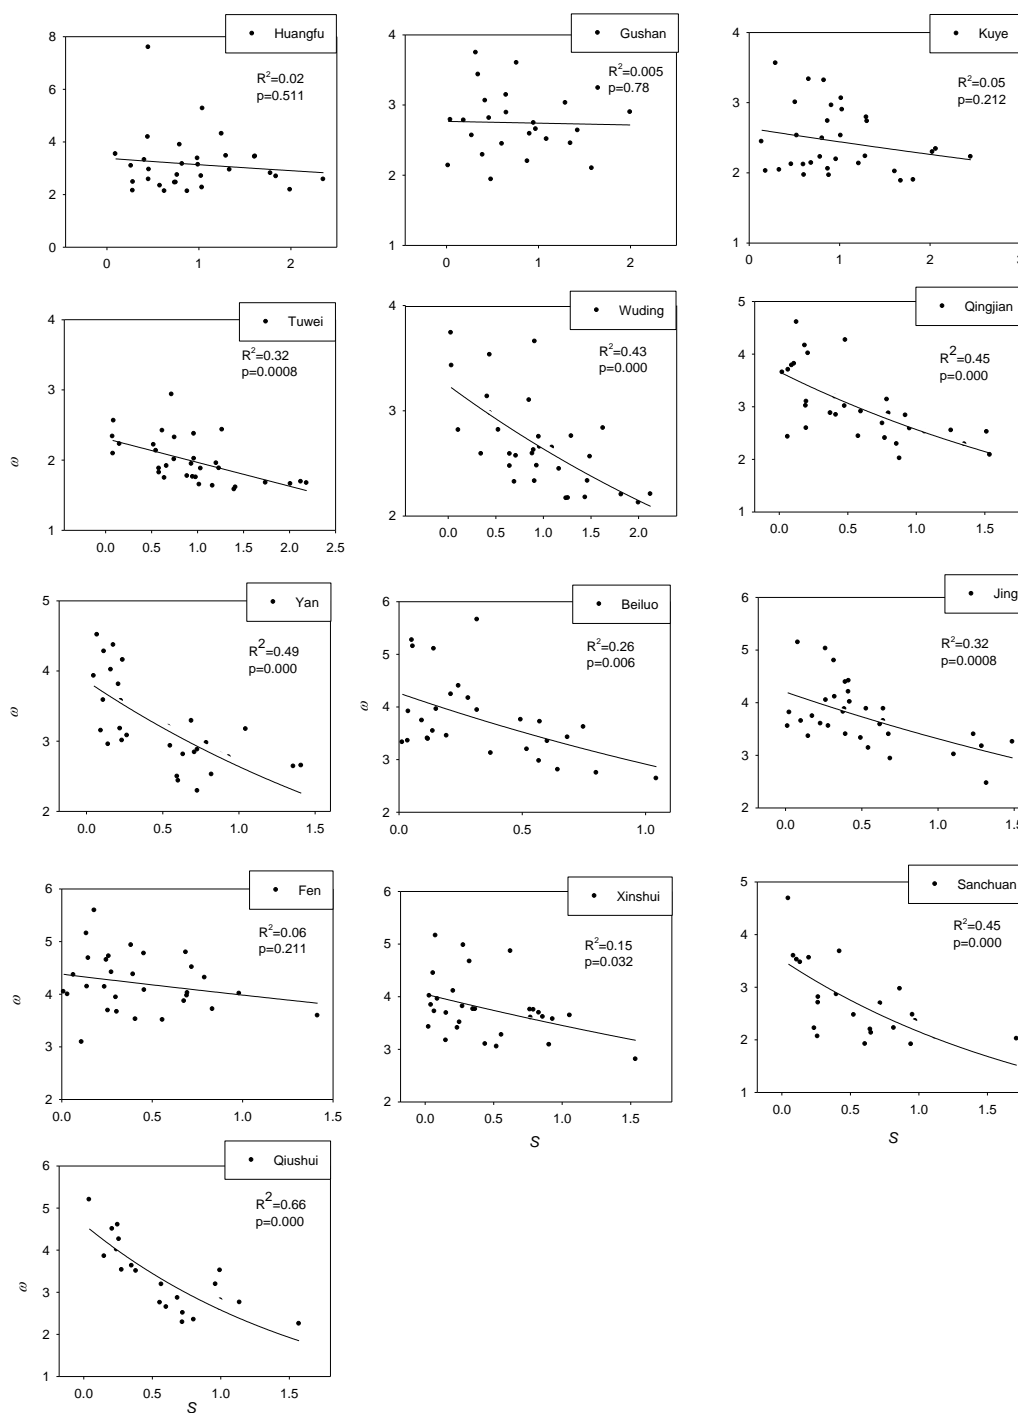 Huangfu
R²=0.02
p=0.511
8
6
4
2
0
0 1 2
Gushan
R²=0.005
p=0.78
4
3
2
1
0 1 2
Kuye
R²=0.05
p=0.212
4
3
2
1
0 1 2 3
Tuwei
R²=0.32
p=0.0008
4
3
2
1
ω
0.0 0.5 1.0 1.5 2.0 2.5
Wuding
R²=0.43
p=0.000
4
3
2
0.0 0.5 1.0 1.5 2.0
Qingjian
R²=0.45
p=0.000
5
4
3
2
1
0.0 0.5 1.0 1.5
Yan
R²=0.49
p=0.000
5
4
3
2
0.0 0.5 1.0 1.5
Beiluo
R²=0.26
p=0.006
6
5
4
3
2
ω
0.0 0.5 1.0
Jing
R²=0.32
p=0.0008
6
5
4
3
2
0.0 0.5 1.0 1.5
Fen
R²=0.06
p=0.211
6
5
4
3
2
0.0 0.5 1.0 1.5
Xinshui
R²=0.15
p=0.032
6
5
4
3
2
ω
0.0 0.5 1.0 1.5
S
Sanchuan
R²=0.45
p=0.000
5
4
3
2
1
0.0 0.5 1.0 1.5
S
Qiushui
R²=0.66
p=0.000
6
5
4
3
2
1
ω
0.0 0.5 1.0 1.5
S